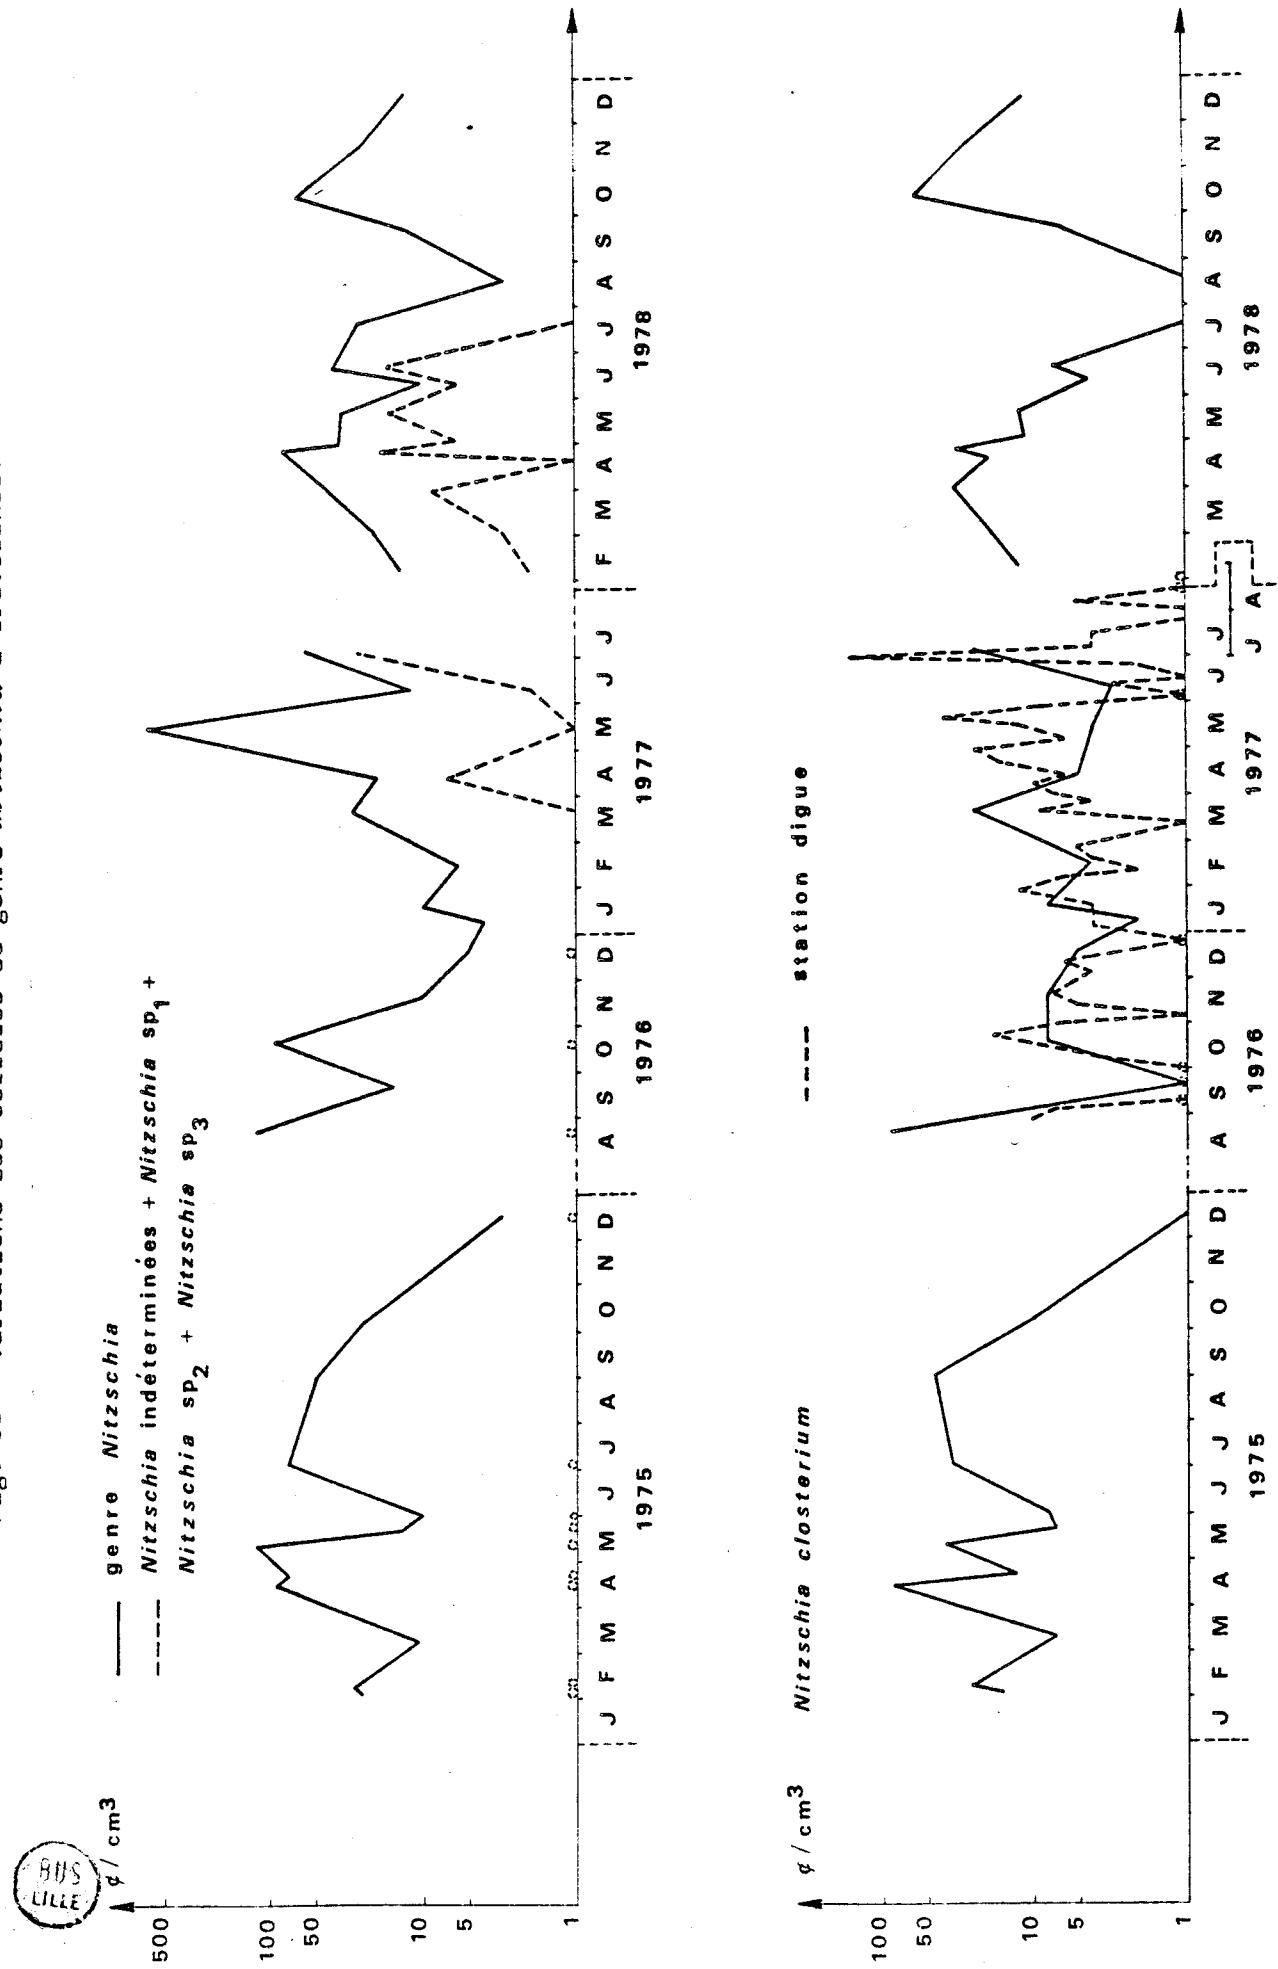 BUS
LILLE
¢ / cm3
genre Nitzschia
Nitzschia indéterminées + Nitzschia sp1 +
Nitzschia sp2 + Nitzschia sp3
500
100
50
10
5
1
J F M A M J J A S O N D A S O N D J F M A M J J F M A M J J A S O N D
1975 1976 1977 1978
¢ / cm3
Nitzschia closterium
station digue
100
50
10
5
1
J F M A M J J A S O N D A S O N D J F M A M J J M A M J J A S O N D
J A
1975 1976 1977 1978